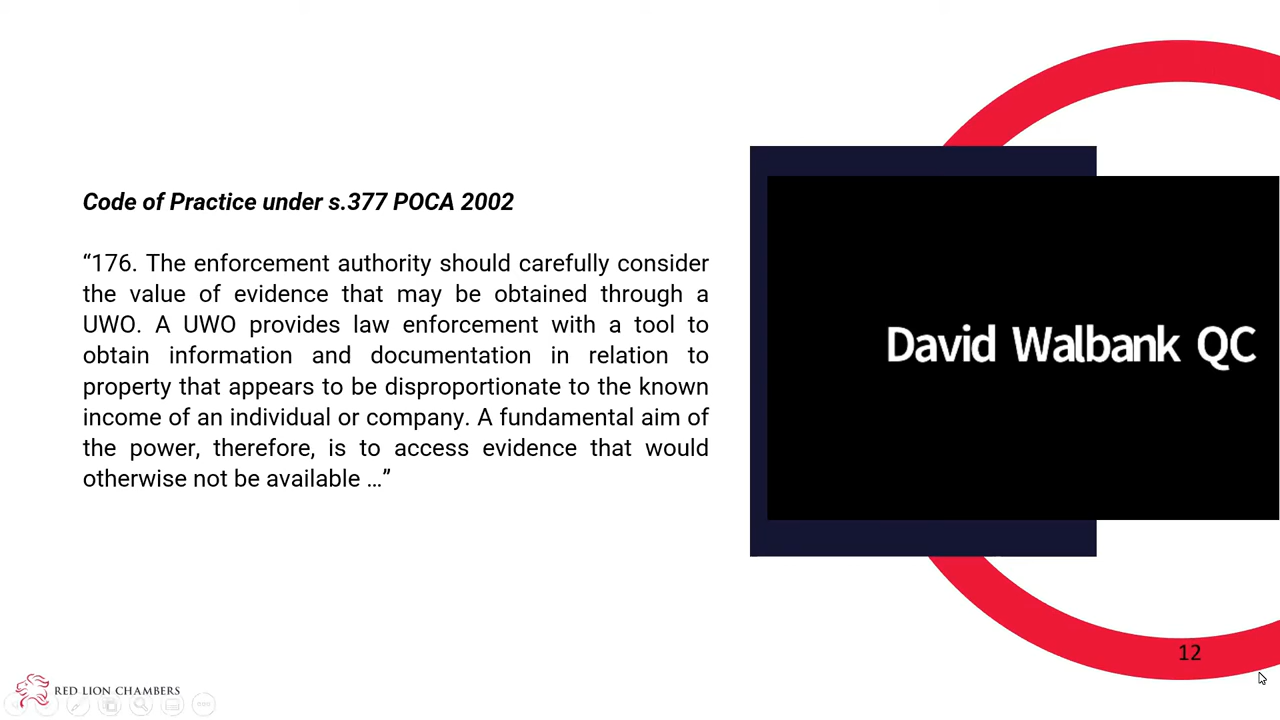 Code of Practice under s.377 POCA 2002
“176. The enforcement authority should carefully consider
the value of evidence that may be obtained through a
UWO. A UWO provides law enforcement with a tool to
obtain information and documentation in relation to
property that appears to be disproportionate to the known
income of an individual or company. A fundamental aim of
the power, therefore, is to access evidence that would
otherwise not be available ...”
David Walbank QC
12
RED LION CHAMBERS